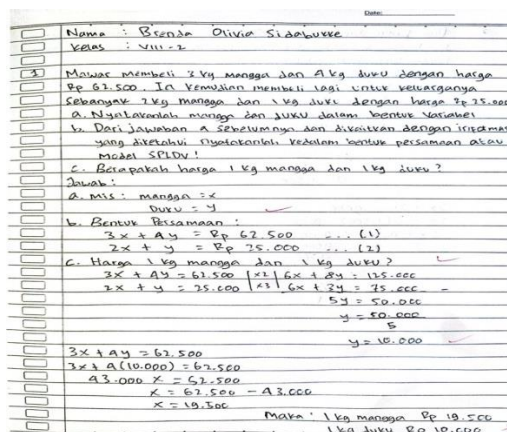 Date:
Nama : Brenda Olivia Sidabukke
Kelas : VIII - 2
1 Mawar membeli 3 kg mangga dan 4 kg duku dengan harga
Rp 62.500. Ia kemudian membeli lagi untuk keluarganya
sebanyak 2 kg mangga dan 1 kg duku dengan harga Rp 25.000
a. Nyatakanlah mangga dan duku dalam bentuk variabel
b. Dari jawaban a sebelumnya dan dikaitkan dengan informas
yang diketahui nyatakanlah kedalam bentuk persamaan atau
Model SPLDV !
c. Berapakah harga 1 kg mangga dan 1 kg duku ?
Jawab :
a. Mis : mangga = x
Duku = y
b. Bentuk Persamaan :
3x + 4y = Rp 62.500 ... (1)
2x + y = Rp 25.000 ... (2)
c. Harga 1 kg mangga dan 1 kg duku ?
3x + 4y = 62.500 | x2 | 6x + 8y = 125.000
2x + y = 25.000 | x3 | 6x + 3y = 75.000 -
5y = 50.000
y = 50.000
5
y = 10.000
3x + 4y = 62.500
3x + 4(10.000) = 62.500
43.000 x = 62.500
x = 62.500 - 43.000
x = 19.500
Maka : 1 kg mangga Rp 19.500
1 kg duku Rp 10.000